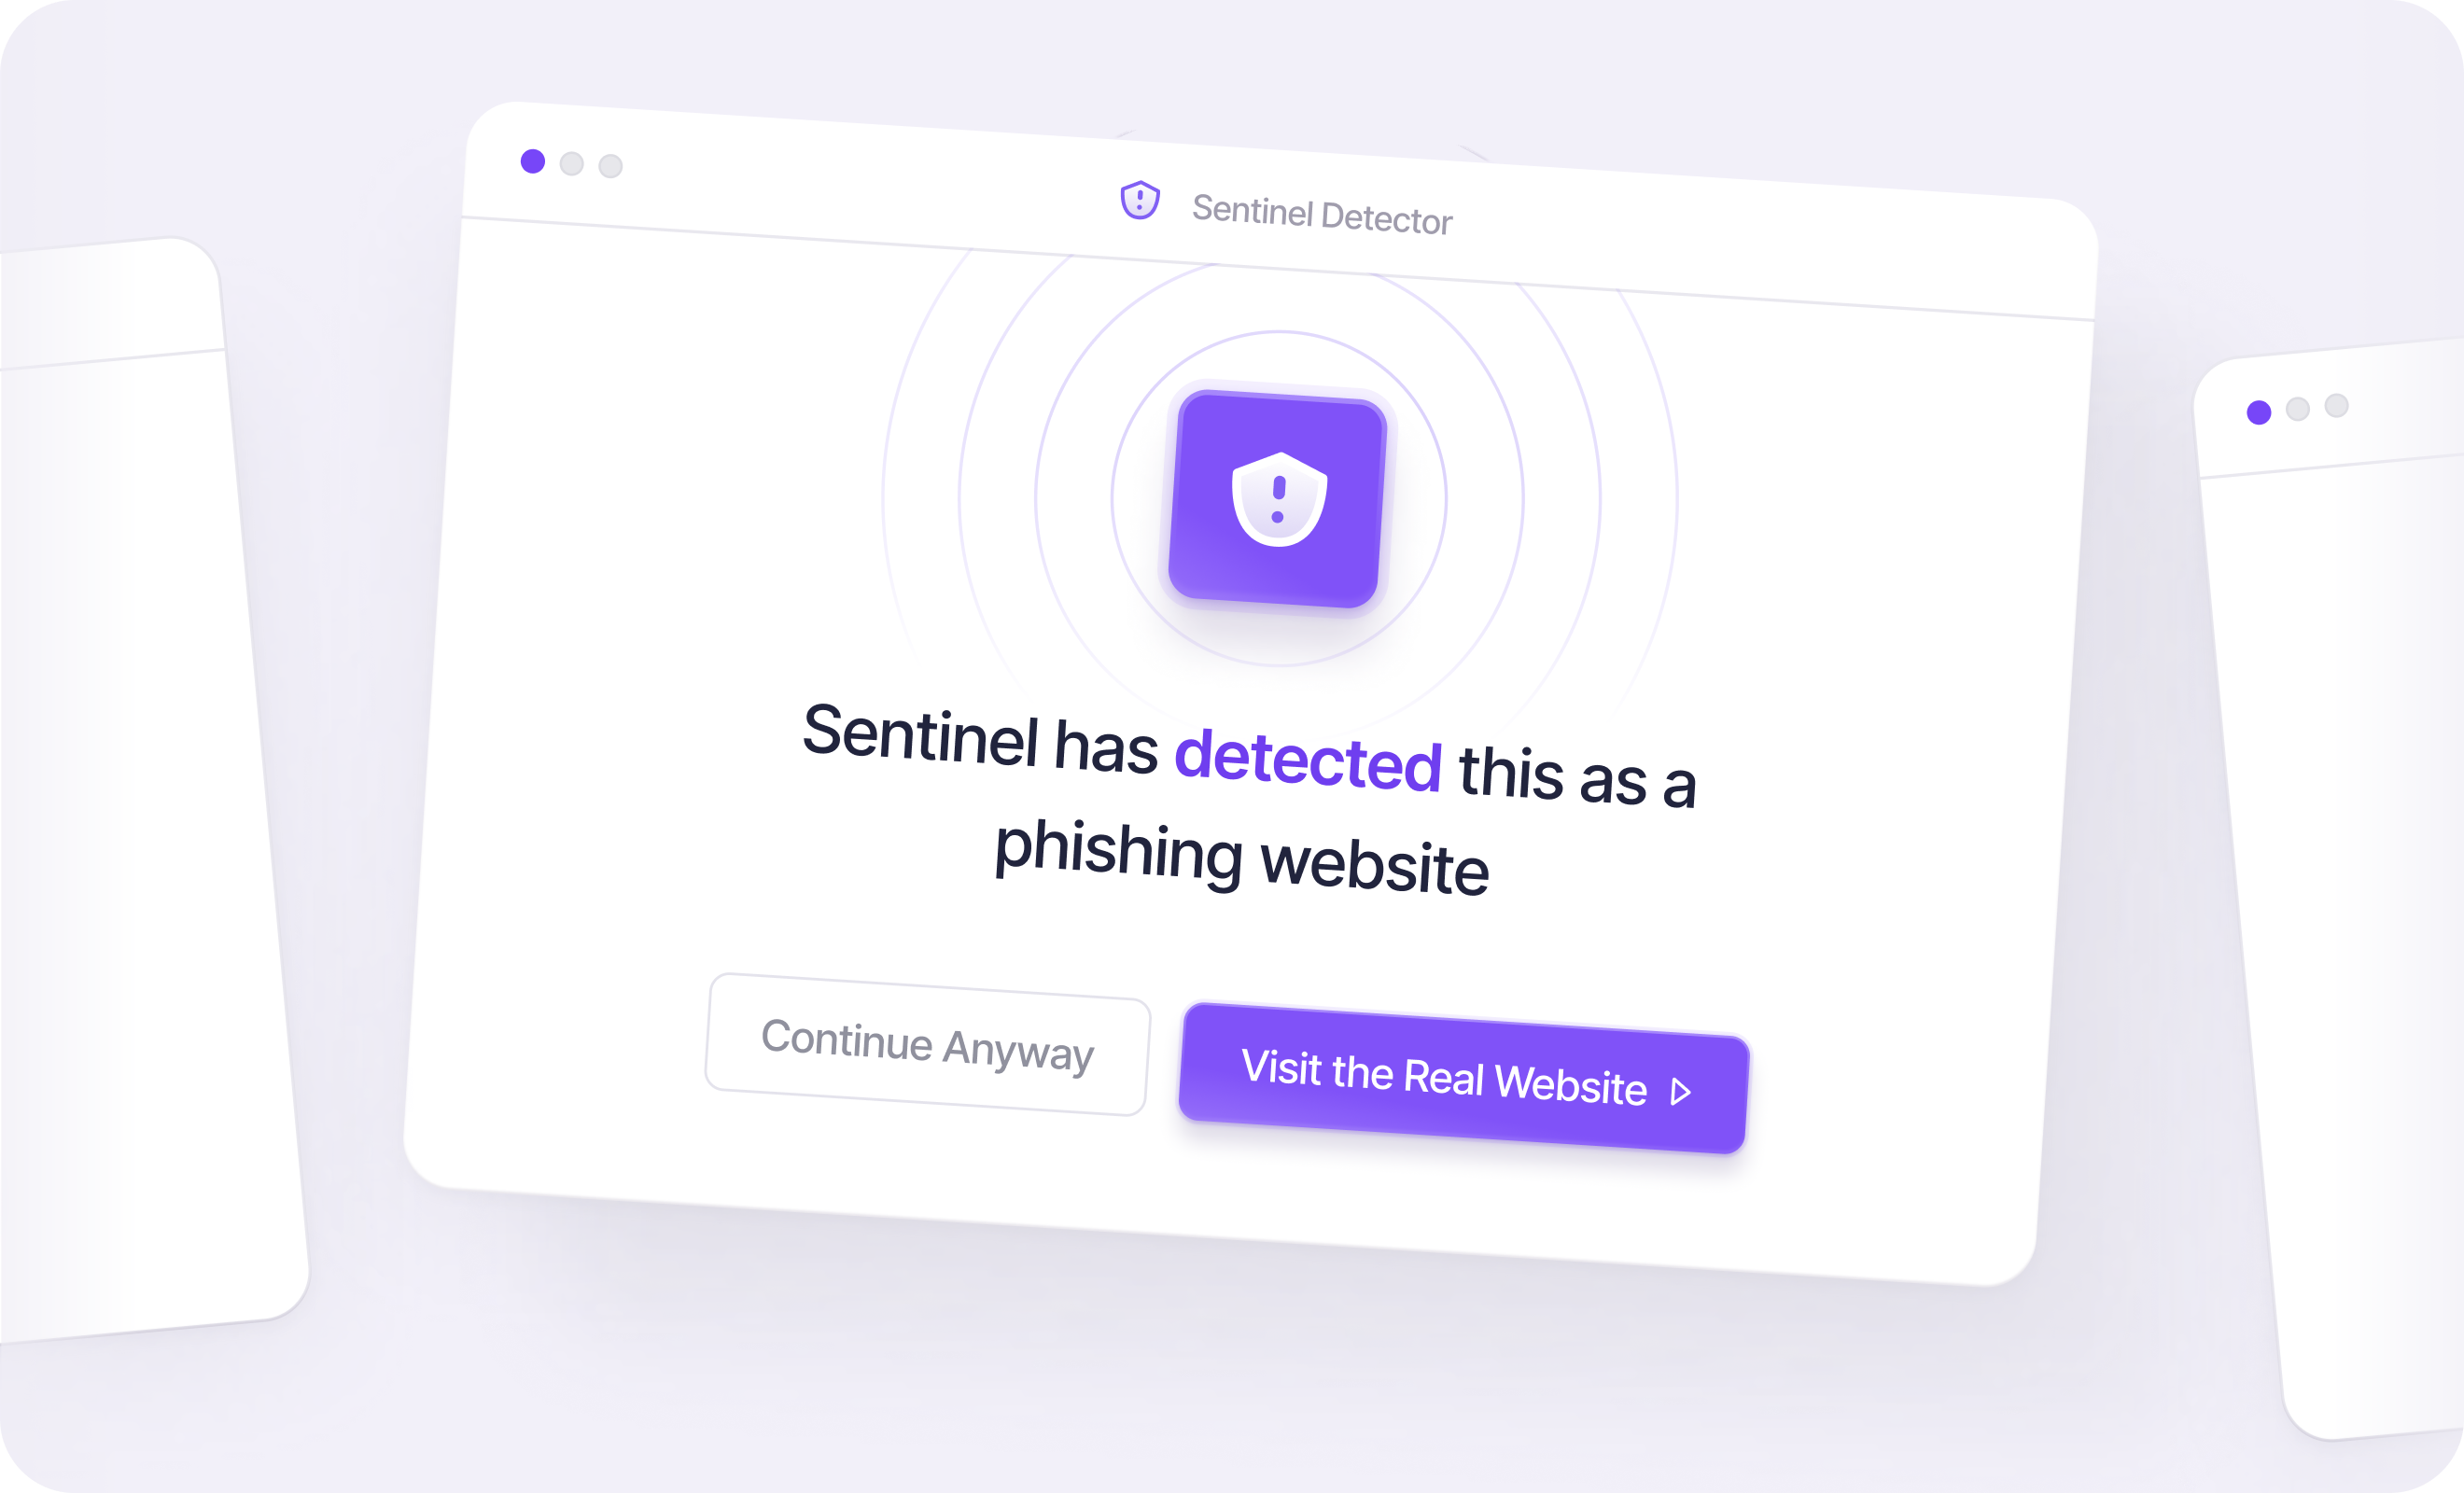 Sentinel Detector
Sentinel has detected this as a
phishing website
Continue Anyway
Visit the Real Website